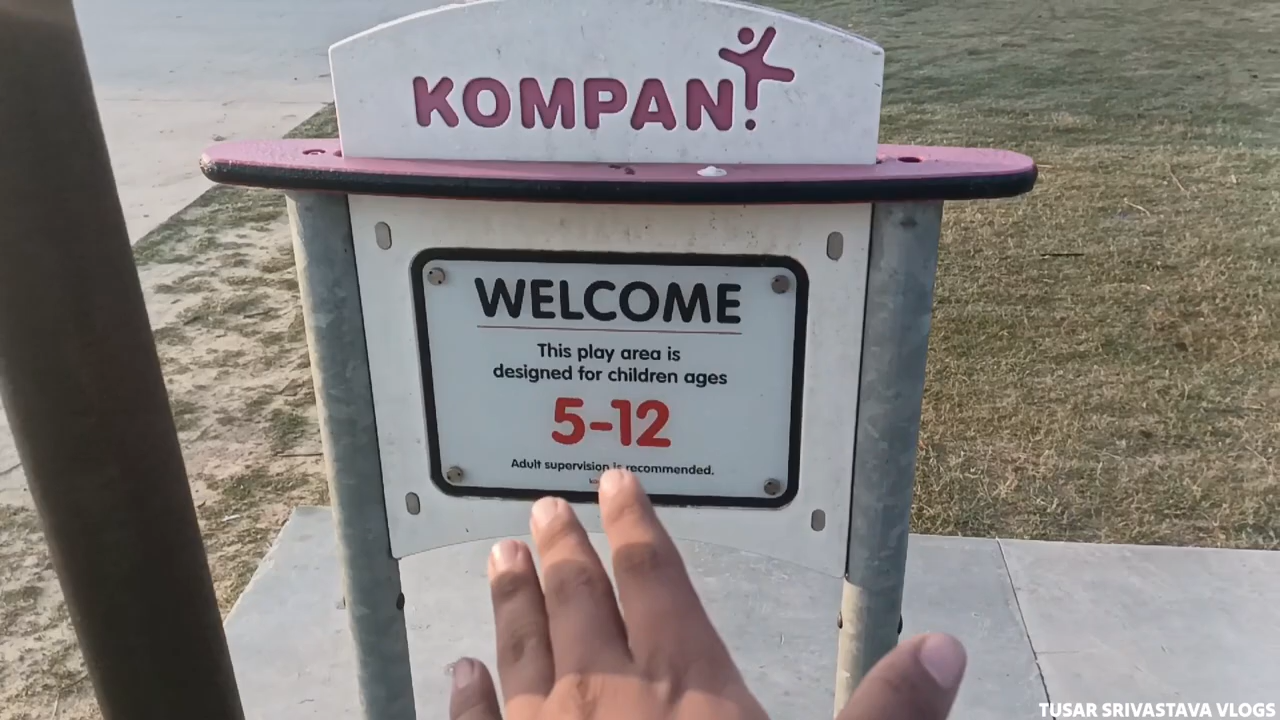 KOMPAN!
WELCOME
This play area is
designed for children ages
5-12
Adult supervision is recommended.
TUSAR SRIVASTAVA VLOGS